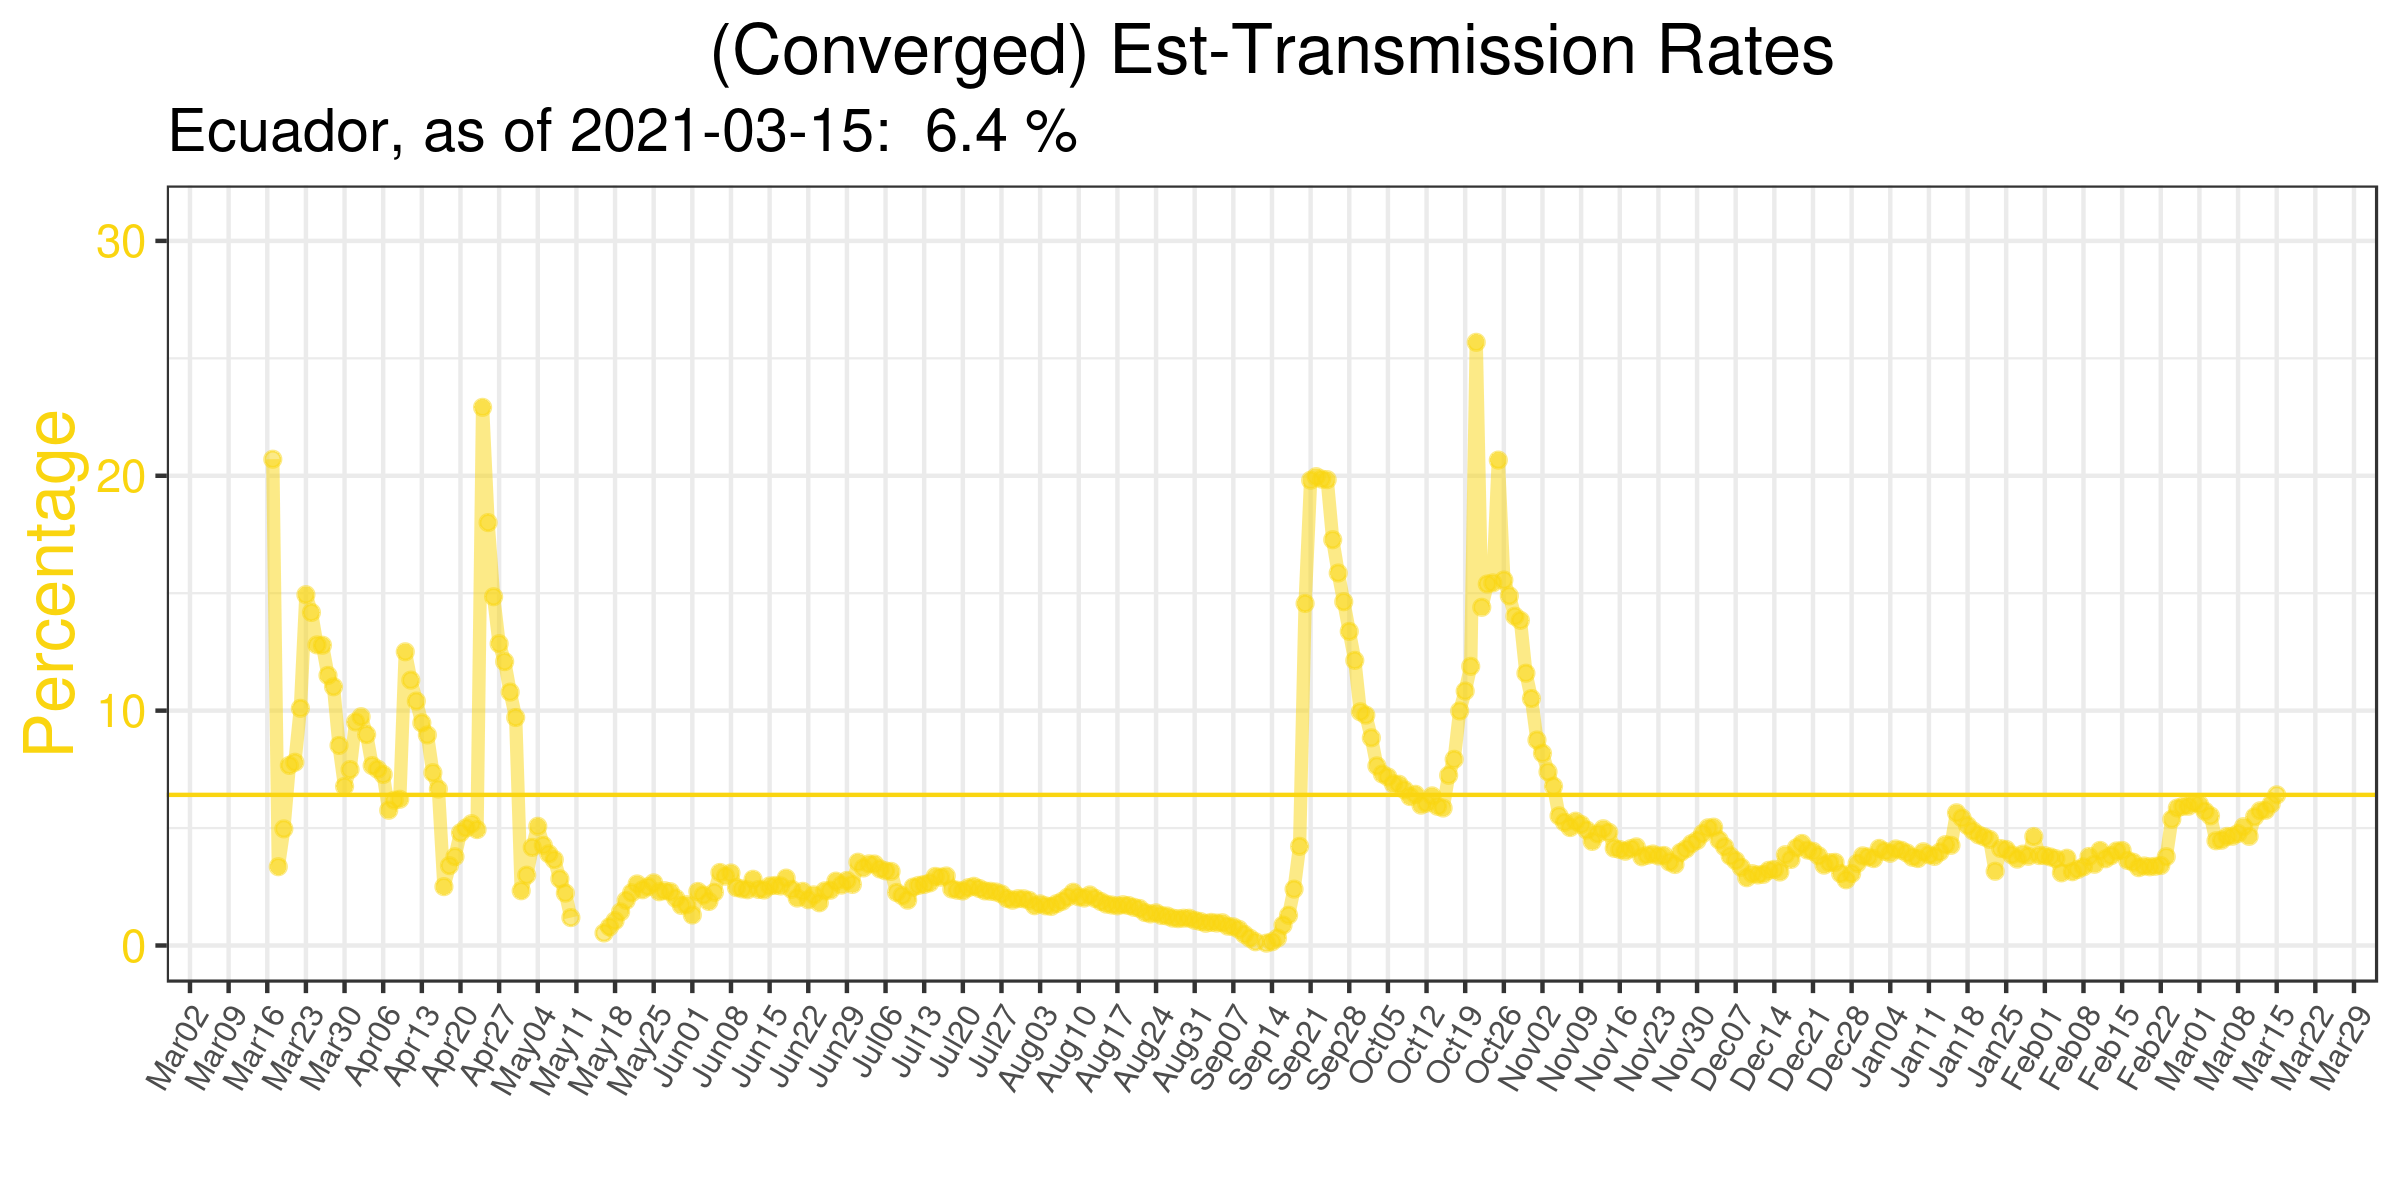 (Converged) Est-Transmission Rates
Ecuador, as of 2021-03-15:  6.4 %
Percentage
30
20
10
0
Mar02 Mar09 Mar16 Mar23 Mar30 Apr06 Apr13 Apr20 Apr27 May04 May11 May18 May25 Jun01 Jun08 Jun15 Jun22 Jun29 Jul06 Jul13 Jul20 Jul27 Aug03 Aug10 Aug17 Aug24 Aug31 Sep07 Sep14 Sep21 Sep28 Oct05 Oct12 Oct19 Oct26 Nov02 Nov09 Nov16 Nov23 Nov30 Dec07 Dec14 Dec21 Dec28 Jan04 Jan11 Jan18 Jan25 Feb01 Feb08 Feb15 Feb22 Mar01 Mar08 Mar15 Mar22 Mar29